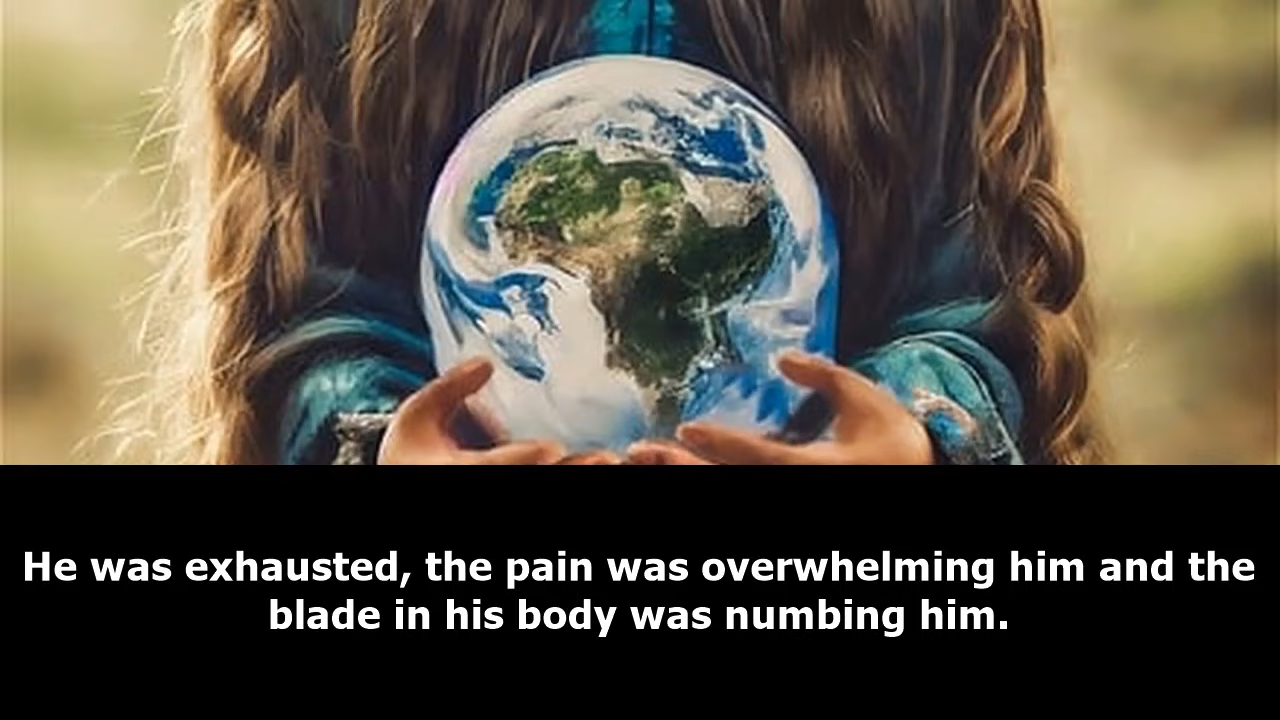 He was exhausted, the pain was overwhelming him and the
blade in his body was numbing him.